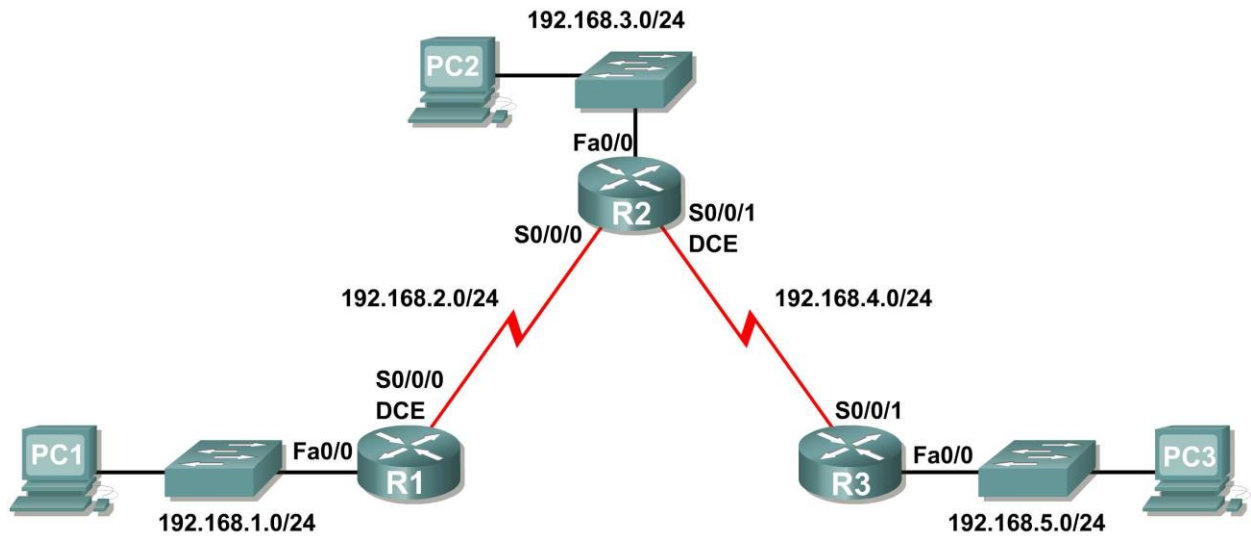 192.168.3.0/24
PC2
Fa0/0
R2
S0/0/1
DCE
S0/0/0
192.168.2.0/24
192.168.4.0/24
S0/0/0
DCE
S0/0/1
PC1
Fa0/0
R1
R3
Fa0/0
PC3
192.168.1.0/24
192.168.5.0/24